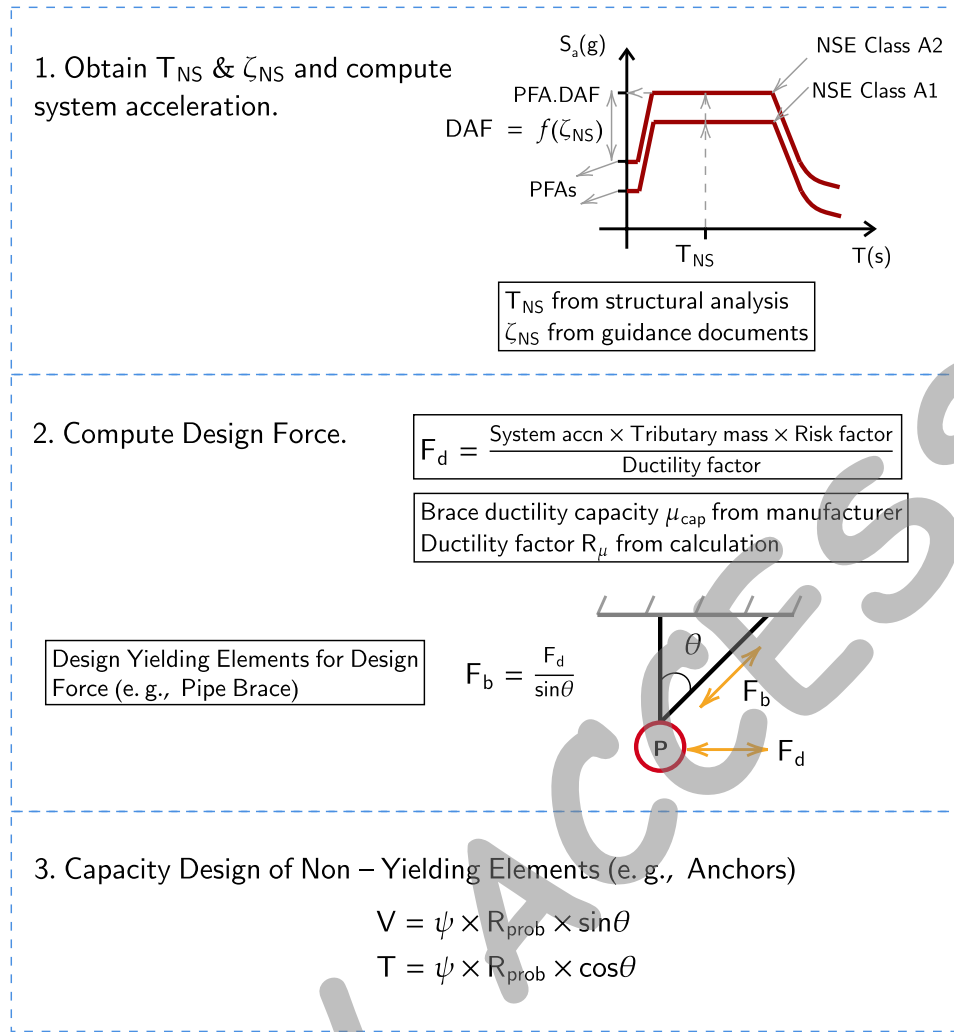 1. Obtain T_NS & ζ_NS and compute
system acceleration.
S_a(g)
NSE Class A2
PFA.DAF
NSE Class A1
DAF = f(ζ_NS)
PFAs
T_NS
T(s)
T_NS from structural analysis
ζ_NS from guidance documents
2. Compute Design Force.
F_d = System accn × Tributary mass × Risk factor
Ductility factor
Brace ductility capacity μ_cap from manufacturer
Ductility factor R_μ from calculation
Design Yielding Elements for Design
Force (e. g., Pipe Brace)
F_b = F_d
sinθ
θ
F_b
P
F_d
3. Capacity Design of Non – Yielding Elements (e. g., Anchors)
V = ψ × R_prob × sinθ
T = ψ × R_prob × cosθ